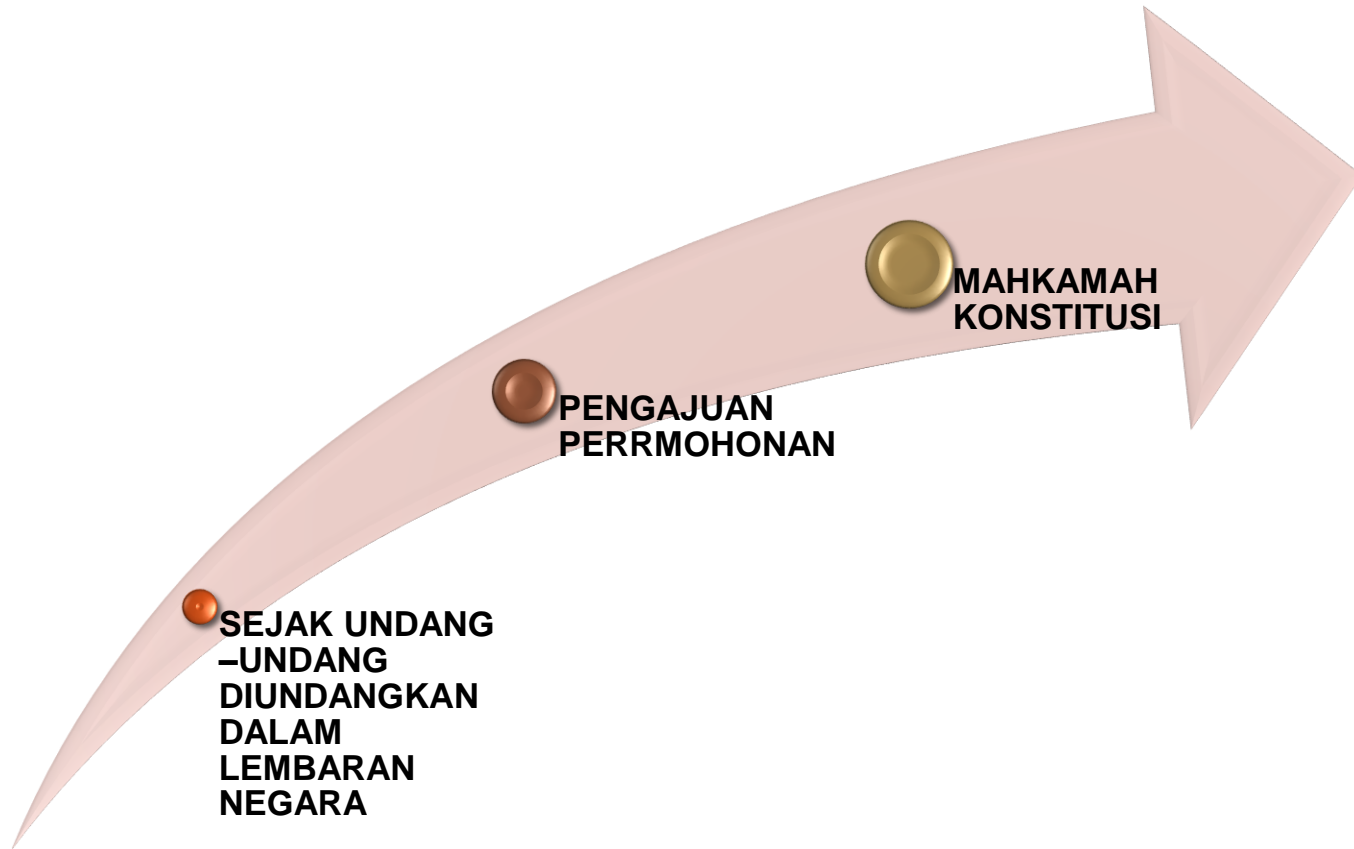 MAHKAMAH
KONSTITUSI
PENGAJUAN
PERRMOHONAN
SEJAK UNDANG
–UNDANG
DIUNDANGKAN
DALAM
LEMBARAN
NEGARA